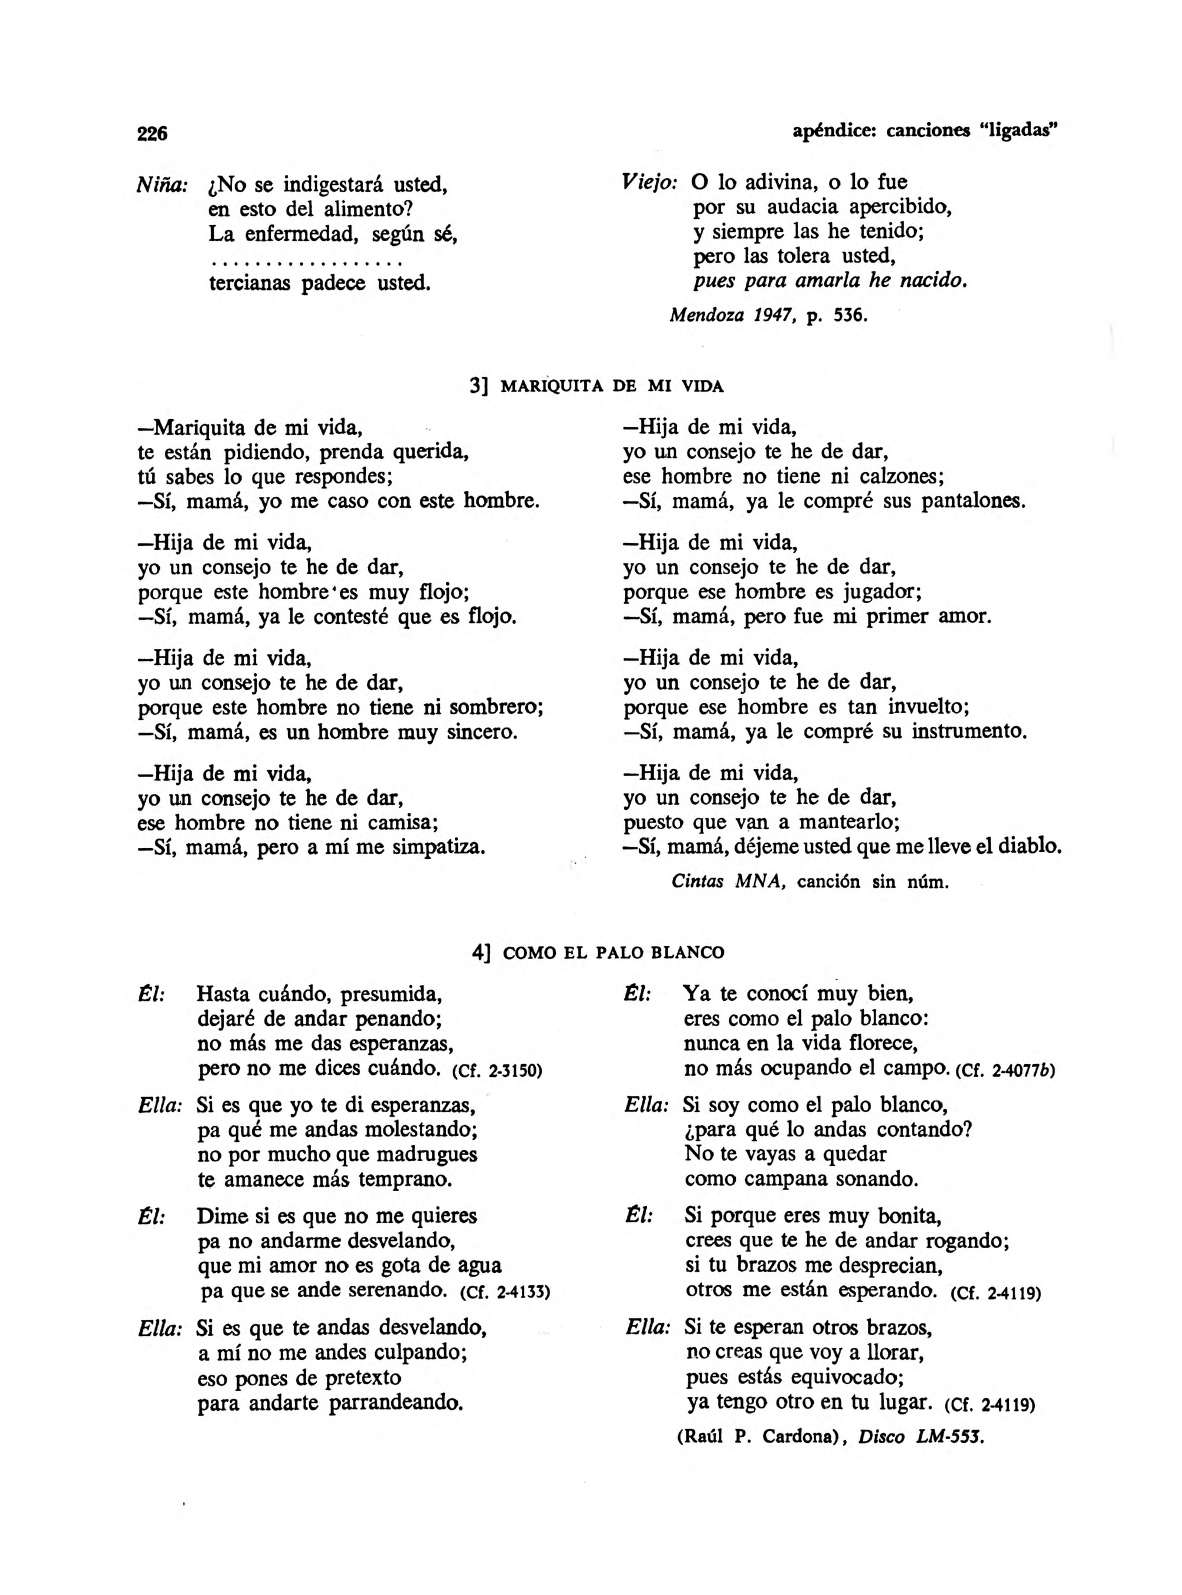 226
apéndice: canciones “ligadas”
Niña: ¿No se indigestará usted,
en esto del alimento?
La enfermedad, según sé,
..................
tercianas padece usted.
Viejo: O lo adivina, o lo fue
por su audacia apercibido,
y siempre las he tenido;
pero las tolera usted,
pues para amarla he nacido.
Mendoza 1947, p. 536.
3] MARIQUITA DE MI VIDA
—Mariquita de mi vida,
te están pidiendo, prenda querida,
tú sabes lo que respondes;
—Sí, mamá, yo me caso con este hombre.
—Hija de mi vida,
yo un consejo te he de dar,
porque este hombre es muy flojo;
—Sí, mamá, ya le contesté que es flojo.
—Hija de mi vida,
yo un consejo te he de dar,
porque este hombre no tiene ni sombrero;
—Sí, mamá, es un hombre muy sincero.
—Hija de mi vida,
yo un consejo te he de dar,
ese hombre no tiene ni camisa;
—Sí, mamá, pero a mí me simpatiza.
—Hija de mi vida,
yo un consejo te he de dar,
ese hombre no tiene ni calzones;
—Sí, mamá, ya le compré sus pantalones.
—Hija de mi vida,
yo un consejo te he de dar,
porque ese hombre es jugador;
—Sí, mamá, pero fue mi primer amor.
—Hija de mi vida,
yo un consejo te he de dar,
porque ese hombre es tan invuelto;
—Sí, mamá, ya le compré su instrumento.
—Hija de mi vida,
yo un consejo te he de dar,
puesto que van a mantearlo;
—Sí, mamá, déjeme usted que me lleve el diablo.
Cintas MNA, canción sin núm.
4] COMO EL PALO BLANCO
Él: Hasta cuándo, presumida,
dejaré de andar penando;
no más me das esperanzas,
pero no me dices cuándo. (Cf. 2-3150)
Ella: Si es que yo te di esperanzas,
pa qué me andas molestando;
no por mucho que madrugues
te amanece más temprano.
Él: Dime si es que no me quieres
pa no andarme desvelando,
que mi amor no es gota de agua
pa que se ande serenando. (Cf. 2-4133)
Ella: Si es que te andas desvelando,
a mí no me andes culpando;
eso pones de pretexto
para andarte parrandeando.
Él: Ya te conocí muy bien,
eres como el palo blanco:
nunca en la vida florece,
no más ocupando el campo. (Cf. 2-4077b)
Ella: Si soy como el palo blanco,
¿para qué lo andas contando?
No te vayas a quedar
como campana sonando.
Él: Si porque eres muy bonita,
crees que te he de andar rogando;
si tu brazos me desprecian,
otros me están esperando. (Cf. 2-4119)
Ella: Si te esperan otros brazos,
no creas que voy a llorar,
pues estás equivocado;
ya tengo otro en tu lugar. (Cf. 2-4119)
(Raúl P. Cardona), Disco LM-553.